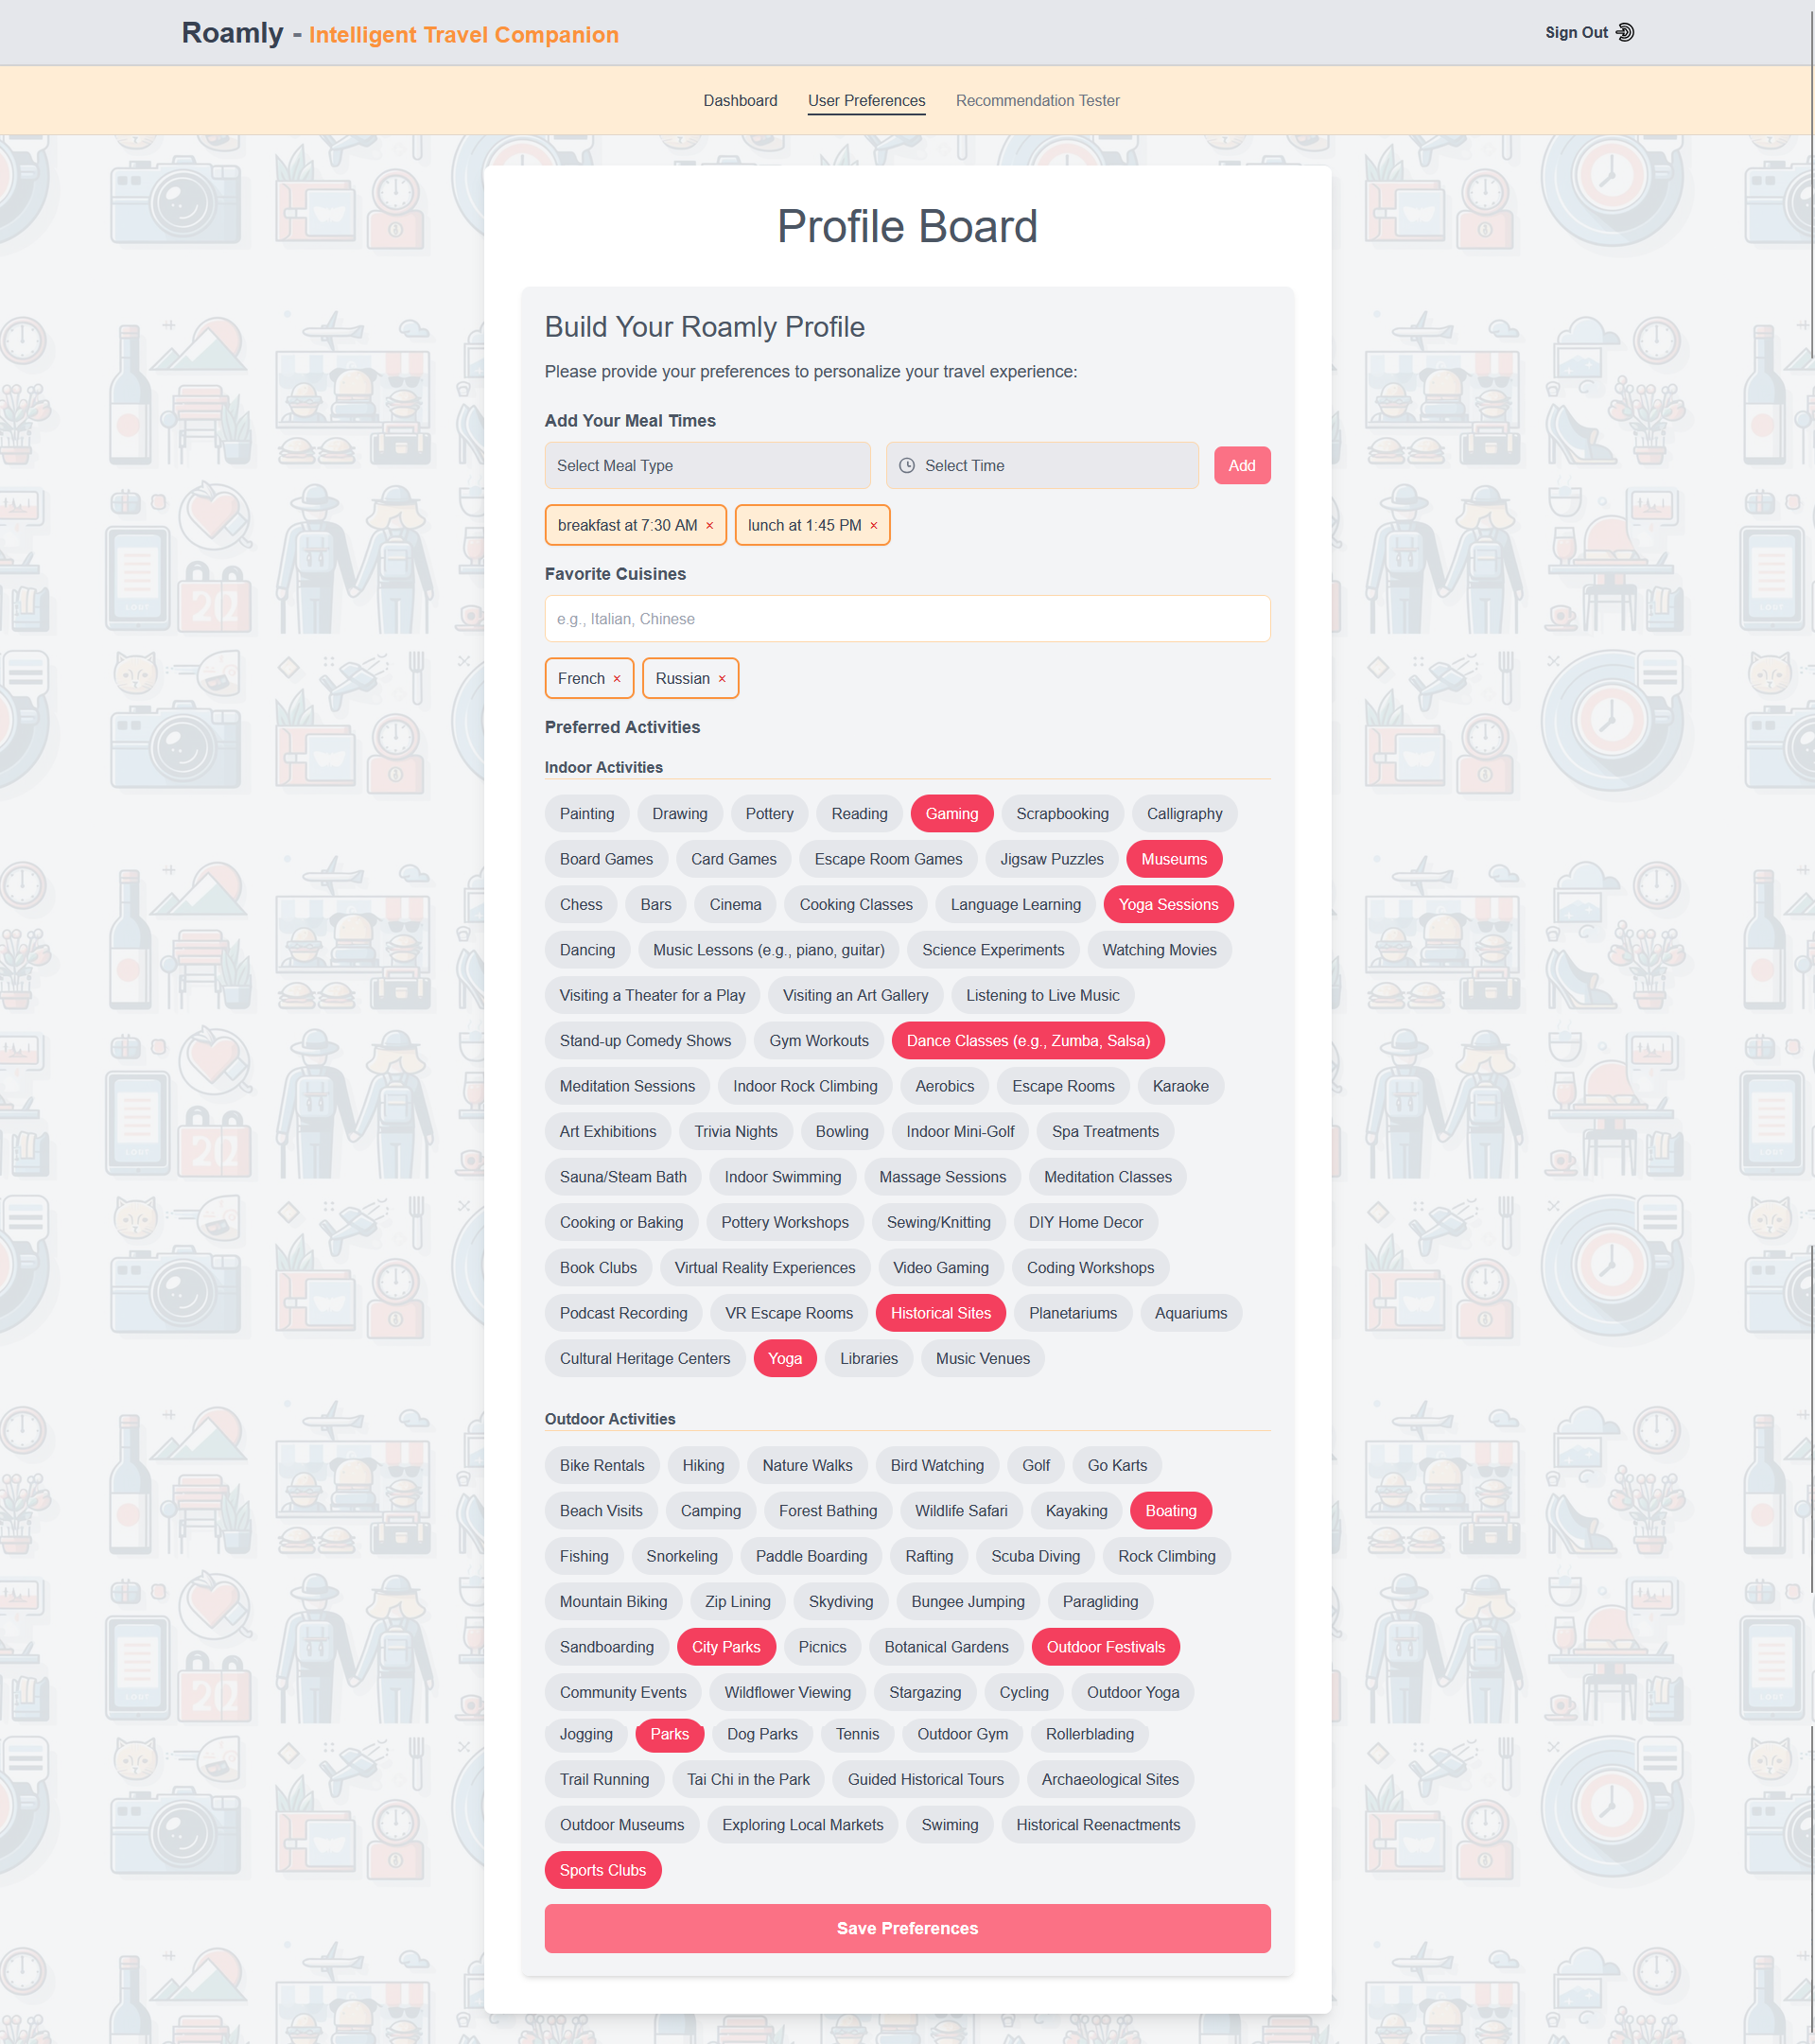 Roamly - Intelligent Travel Companion
Sign Out
Dashboard User Preferences Recommendation Tester
Profile Board
Build Your Roamly Profile
Please provide your preferences to personalize your travel experience:
Add Your Meal Times
Select Meal Type Select Time Add
breakfast at 7:30 AM × lunch at 1:45 PM ×
Favorite Cuisines
e.g., Italian, Chinese
French × Russian ×
Preferred Activities
Indoor Activities
Painting Drawing Pottery Reading Gaming Scrapbooking Calligraphy
Board Games Card Games Escape Room Games Jigsaw Puzzles Museums
Chess Bars Cinema Cooking Classes Language Learning Yoga Sessions
Dancing Music Lessons (e.g., piano, guitar) Science Experiments Watching Movies
Visiting a Theater for a Play Visiting an Art Gallery Listening to Live Music
Stand-up Comedy Shows Gym Workouts Dance Classes (e.g., Zumba, Salsa)
Meditation Sessions Indoor Rock Climbing Aerobics Escape Rooms Karaoke
Art Exhibitions Trivia Nights Bowling Indoor Mini-Golf Spa Treatments
Sauna/Steam Bath Indoor Swimming Massage Sessions Meditation Classes
Cooking or Baking Pottery Workshops Sewing/Knitting DIY Home Decor
Book Clubs Virtual Reality Experiences Video Gaming Coding Workshops
Podcast Recording VR Escape Rooms Historical Sites Planetariums Aquariums
Cultural Heritage Centers Yoga Libraries Music Venues
Outdoor Activities
Bike Rentals Hiking Nature Walks Bird Watching Golf Go Karts
Beach Visits Camping Forest Bathing Wildlife Safari Kayaking Boating
Fishing Snorkeling Paddle Boarding Rafting Scuba Diving Rock Climbing
Mountain Biking Zip Lining Skydiving Bungee Jumping Paragliding
Sandboarding City Parks Picnics Botanical Gardens Outdoor Festivals
Community Events Wildflower Viewing Stargazing Cycling Outdoor Yoga
Jogging Parks Dog Parks Tennis Outdoor Gym Rollerblading
Trail Running Tai Chi in the Park Guided Historical Tours Archaeological Sites
Outdoor Museums Exploring Local Markets Swiming Historical Reenactments
Sports Clubs
Save Preferences